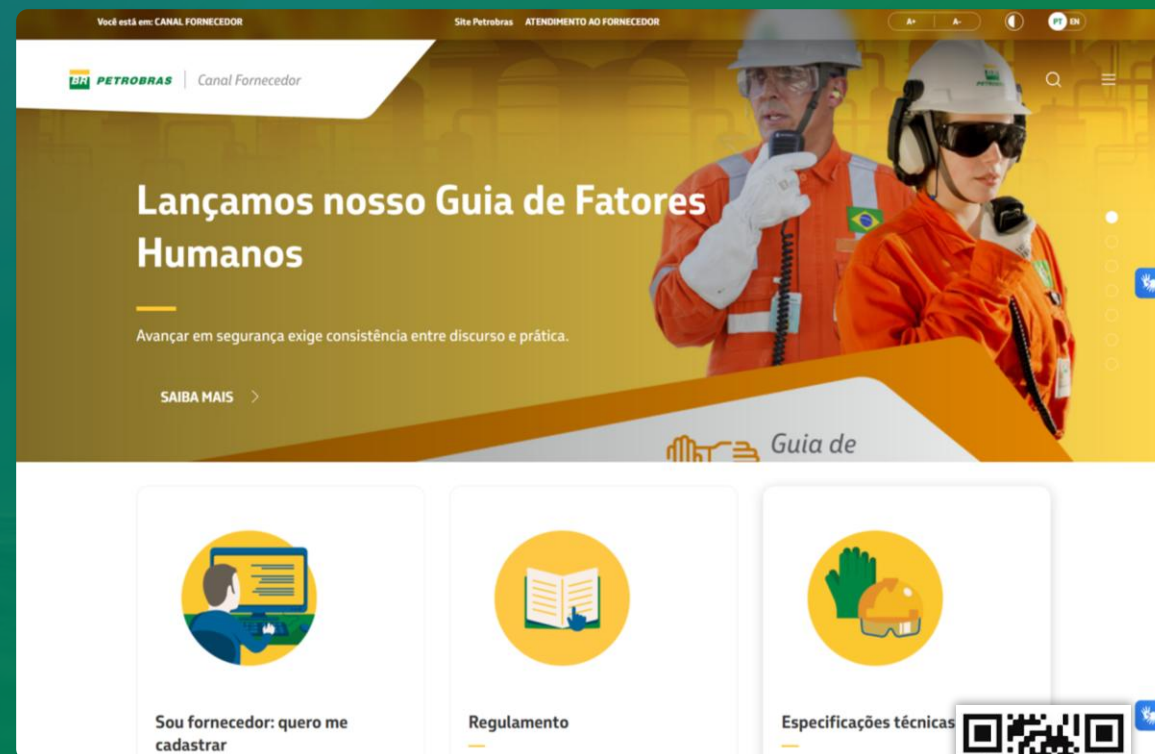 Você está em: CANAL FORNECEDOR
Site Petrobras ATENDIMENTO AO FORNECEDOR
A+ A-
PT EN
BR PETROBRAS Canal Fornecedor
Lançamos nosso Guia de Fatores
Humanos
Avançar em segurança exige consistência entre discurso e prática.
SAIBA MAIS
Guia de
Sou fornecedor: quero me
cadastrar
Regulamento
Especificações técnicas